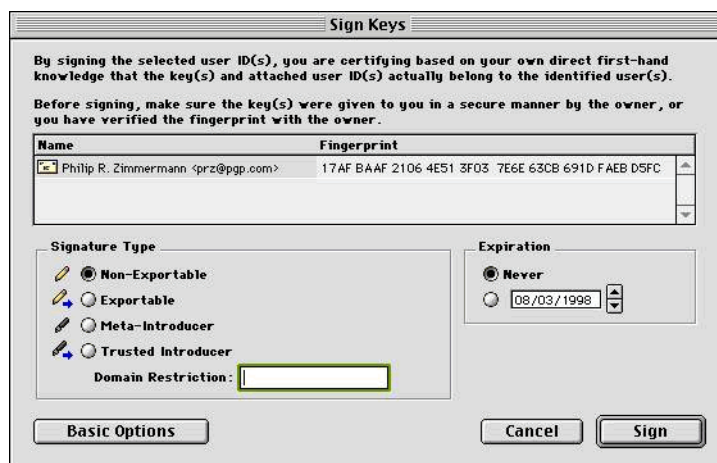 Sign Keys
By signing the selected user ID(s), you are certifying based on your own direct first-hand
knowledge that the key(s) and attached user ID(s) actually belong to the identified user(s).
Before signing, make sure the key(s) were given to you in a secure manner by the owner, or
you have verified the fingerprint with the owner.
Name Fingerprint
Philip R. Zimmermann <prz@pgp.com> 17AF BAAF 2106 4E51 3F03 7E6E 63CB 691D FAEB D5FC
Signature Type
Non-Exportable
Exportable
Meta-Introducer
Trusted Introducer
Domain Restriction:
Expiration
Never
08/03/1998
Basic Options
Cancel
Sign